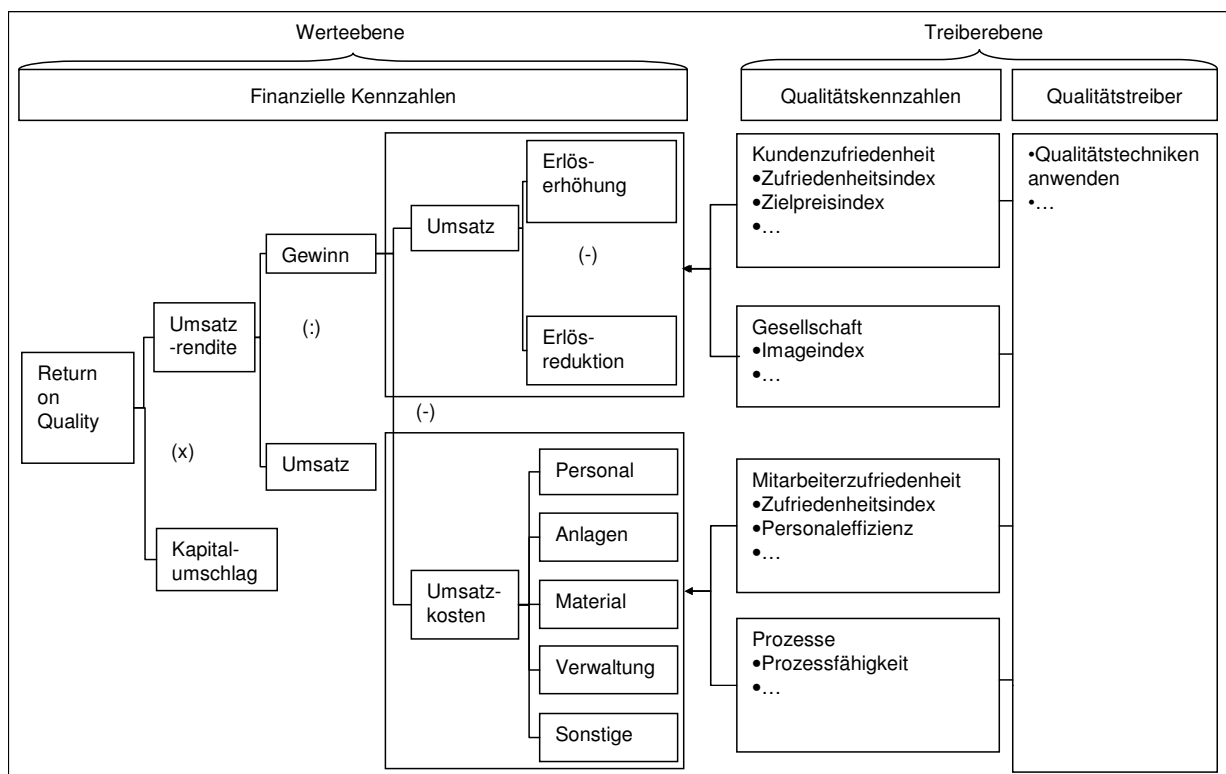 Werteebene
Treiberebene
Finanzielle Kennzahlen
Qualitätskennzahlen
Qualitätstreiber
Return
on
Quality
(x)
Umsatz
-rendite
Kapital-
umschlag
(:)
Gewinn
Umsatz
(-)
Umsatz
Erlös-
erhöhung
(-)
Erlös-
reduktion
Umsatz-
kosten
Personal
Anlagen
Material
Verwaltung
Sonstige
Kundenzufriedenheit
•Zufriedenheitsindex
•Zielpreisindex
•…
Gesellschaft
•Imageindex
•…
Mitarbeiterzufriedenheit
•Zufriedenheitsindex
•Personaleffizienz
•…
Prozesse
•Prozessfähigkeit
•…
•Qualitätstechniken
anwenden
•…